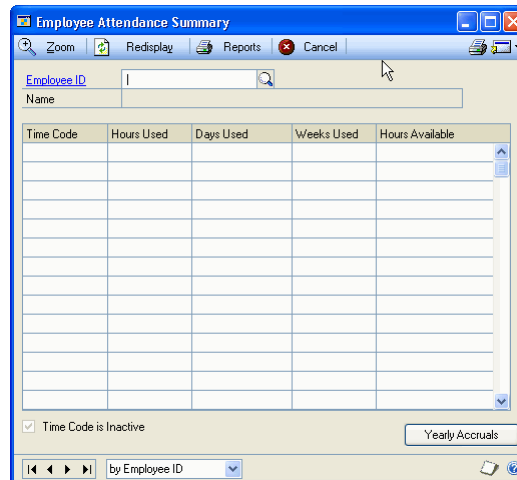 Employee Attendance Summary
Zoom Redisplay Reports Cancel
Employee ID
Name
Time Code Hours Used Days Used Weeks Used Hours Available
Time Code is Inactive
Yearly Accruals
by Employee ID